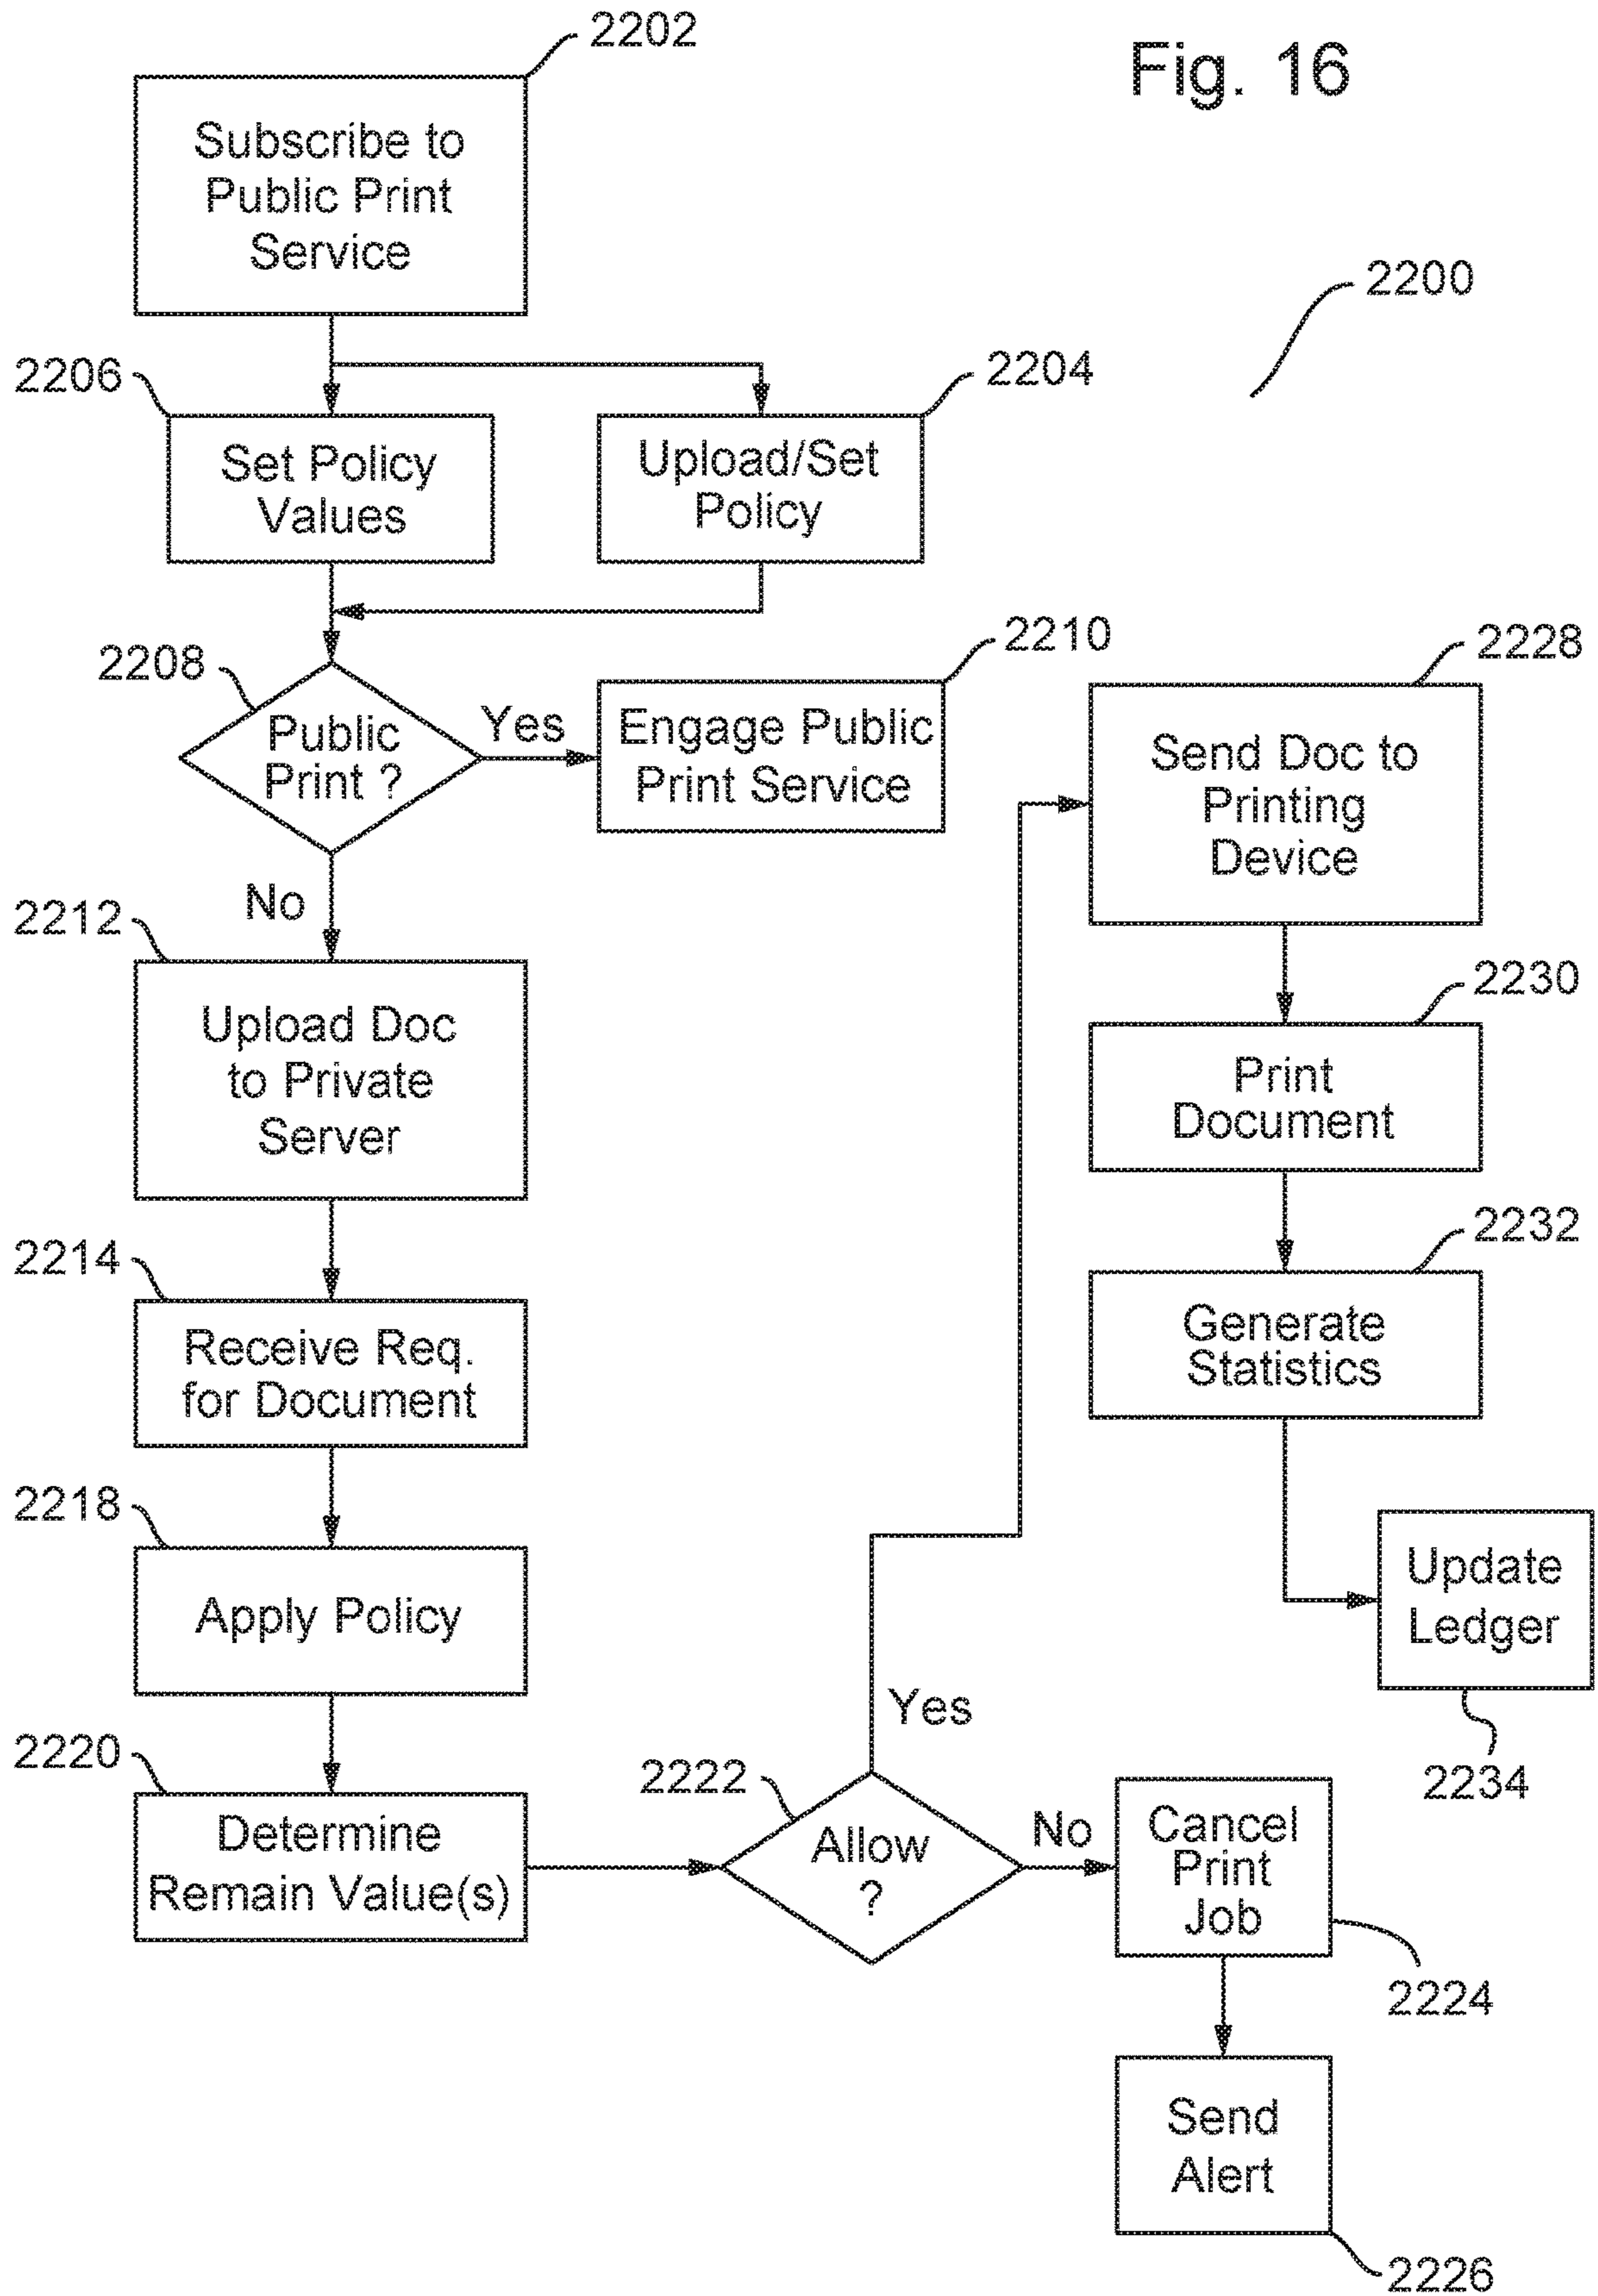 Fig. 16
2200
2202
Subscribe to
Public Print
Service
2206
Set Policy
Values
2204
Upload/Set
Policy
2208
Public
Print ?
Yes
No
2210
Engage Public
Print Service
2212
Upload Doc
to Private
Server
2214
Receive Req.
for Document
2218
Apply Policy
2220
Determine
Remain Value(s)
2222
Allow
?
Yes
No
2224
Cancel
Print
Job
2226
Send
Alert
2228
Send Doc to
Printing
Device
2230
Print
Document
2232
Generate
Statistics
2234
Update
Ledger